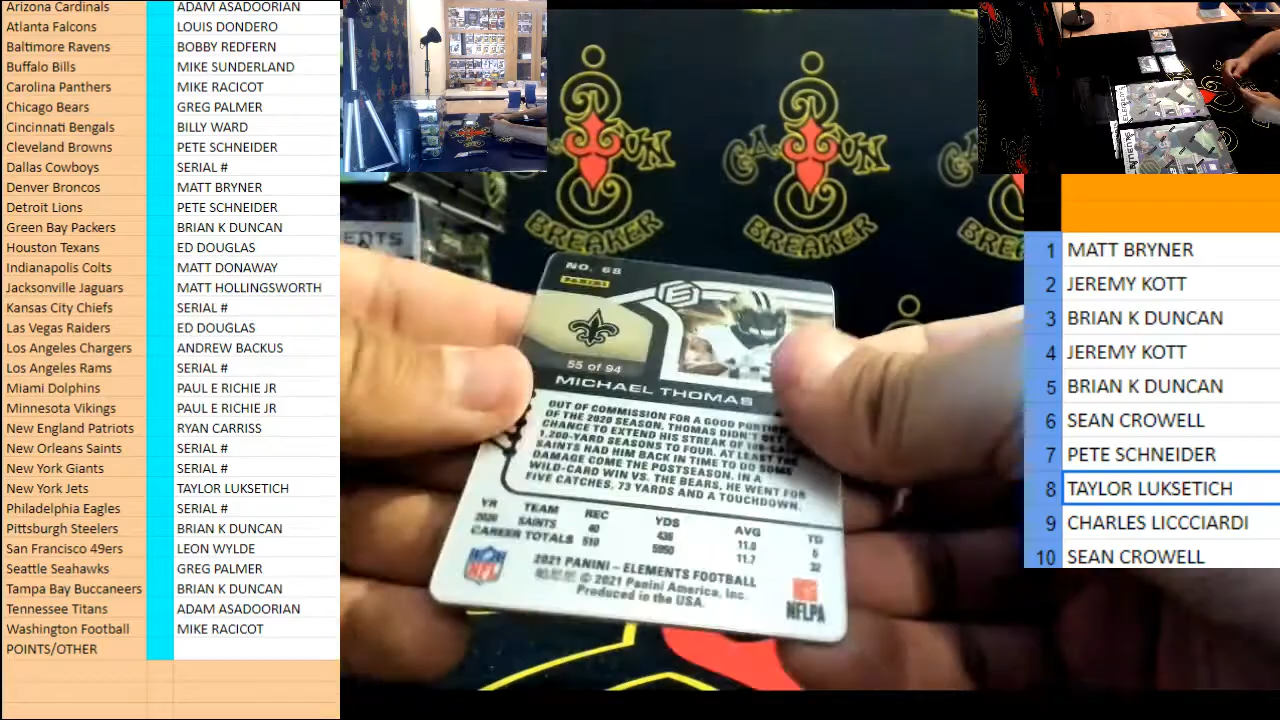 Arizona Cardinals ADAM ASADOORIAN
Atlanta Falcons LOUIS DONDERO
Baltimore Ravens BOBBY REDFERN
Buffalo Bills MIKE SUNDERLAND
Carolina Panthers MIKE RACICOT
Chicago Bears GREG PALMER
Cincinnati Bengals BILLY WARD
Cleveland Browns PETE SCHNEIDER
Dallas Cowboys SERIAL #
Denver Broncos MATT BRYNER
Detroit Lions PETE SCHNEIDER
Green Bay Packers BRIAN K DUNCAN
Houston Texans ED DOUGLAS
Indianapolis Colts MATT DONAWAY
Jacksonville Jaguars MATT HOLLINGSWORTH
Kansas City Chiefs SERIAL #
Las Vegas Raiders ED DOUGLAS
Los Angeles Chargers ANDREW BACKUS
Los Angeles Rams SERIAL #
Miami Dolphins PAUL E RICHIE JR
Minnesota Vikings PAUL E RICHIE JR
New England Patriots RYAN CARRISS
New Orleans Saints SERIAL #
New York Giants SERIAL #
New York Jets TAYLOR LUKSETICH
Philadelphia Eagles SERIAL #
Pittsburgh Steelers BRIAN K DUNCAN
San Francisco 49ers LEON WYLDE
Seattle Seahawks GREG PALMER
Tampa Bay Buccaneers BRIAN K DUNCAN
Tennessee Titans ADAM ASADOORIAN
Washington Football MIKE RACICOT
POINTS/OTHER
BREAKER
BREAKER
NO. 68
PANINI
55 of 94
MICHAEL THOMAS
OUT OF COMMISSION FOR A GOOD PORTION
OF THE 2020 SEASON, THOMAS DIDN'T GET
CHANCE TO EXTEND HIS STREAK OF
1,200-YARD SEASONS TO FOUR. AT LEAST THE
SAINTS HAD HIM BACK IN TIME TO DO SOME
DAMAGE COME THE POSTSEASON. IN A
WILD-CARD WIN VS. THE BEARS, HE WENT FOR
FIVE CATCHES, 73 YARDS AND A TOUCHDOWN.
YR TEAM REC YDS AVG TD
2020 SAINTS 40 438 11.0
CAREER TOTALS 510 5950 11.7 32
2021 PANINI - ELEMENTS FOOTBALL
© 2021 Panini America, Inc.
Produced in the USA.
NFL
NFLPA
1 MATT BRYNER
2 JEREMY KOTT
3 BRIAN K DUNCAN
4 JEREMY KOTT
5 BRIAN K DUNCAN
6 SEAN CROWELL
7 PETE SCHNEIDER
8 TAYLOR LUKSETICH
9 CHARLES LICCCIARDI
10 SEAN CROWELL